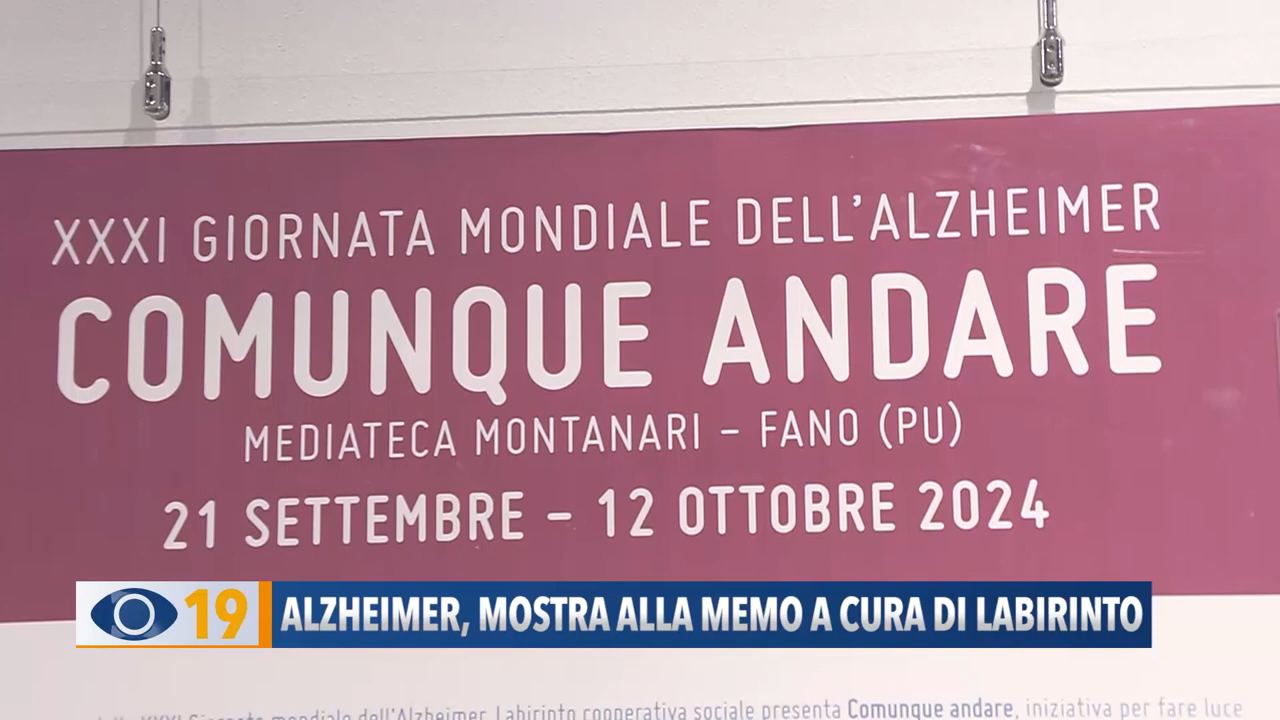 XXXI GIORNATA MONDIALE DELL'ALZHEIMER
COMUNQUE ANDARE
MEDIATECA MONTANARI – FANO (PU)
21 SETTEMBRE – 12 OTTOBRE 2024
19 ALZHEIMER, MOSTRA ALLA MEMO A CURA DI LABIRINTO
XXXI Giornata mondiale dell'Alzheimer, Labirinto cooperativa sociale presenta Comunque andare, iniziativa per fare luce